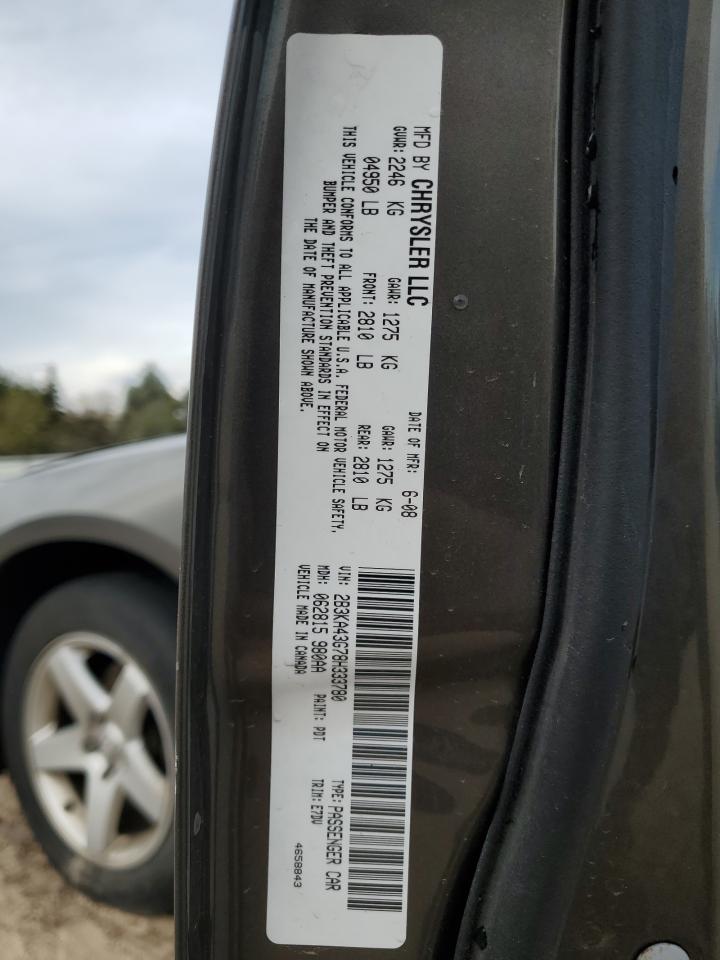 MFD BY CHRYSLER LLC DATE OF MFR: 6-08
GVWR: 2246 KG GAWR: 1275 KG GAWR: 1275 KG
04950 LB FRONT: 2810 LB REAR: 2810 LB
THIS VEHICLE CONFORMS TO ALL APPLICABLE U.S.A. FEDERAL MOTOR VEHICLE SAFETY,
BUMPER AND THEFT PREVENTION STANDARDS IN EFFECT ON
THE DATE OF MANUFACTURE SHOWN ABOVE.
VIN: 2B3KA43G78H333780 TYPE: PASSENGER CAR
MDH: 062815 980AA PAINT: PDT TRIM: E7DV
VEHICLE MADE IN CANADA 4658843